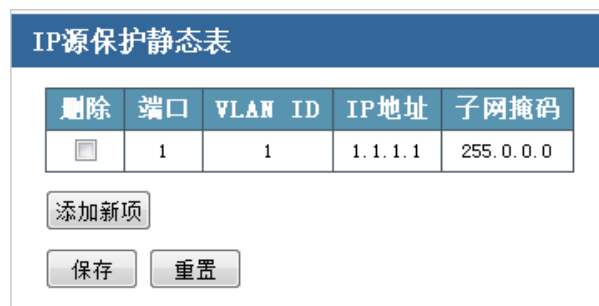 IP源保护静态表
删除 端口 VLAN ID IP地址 子网掩码
1 1 1.1.1.1 255.0.0.0
添加新项
保存 重置